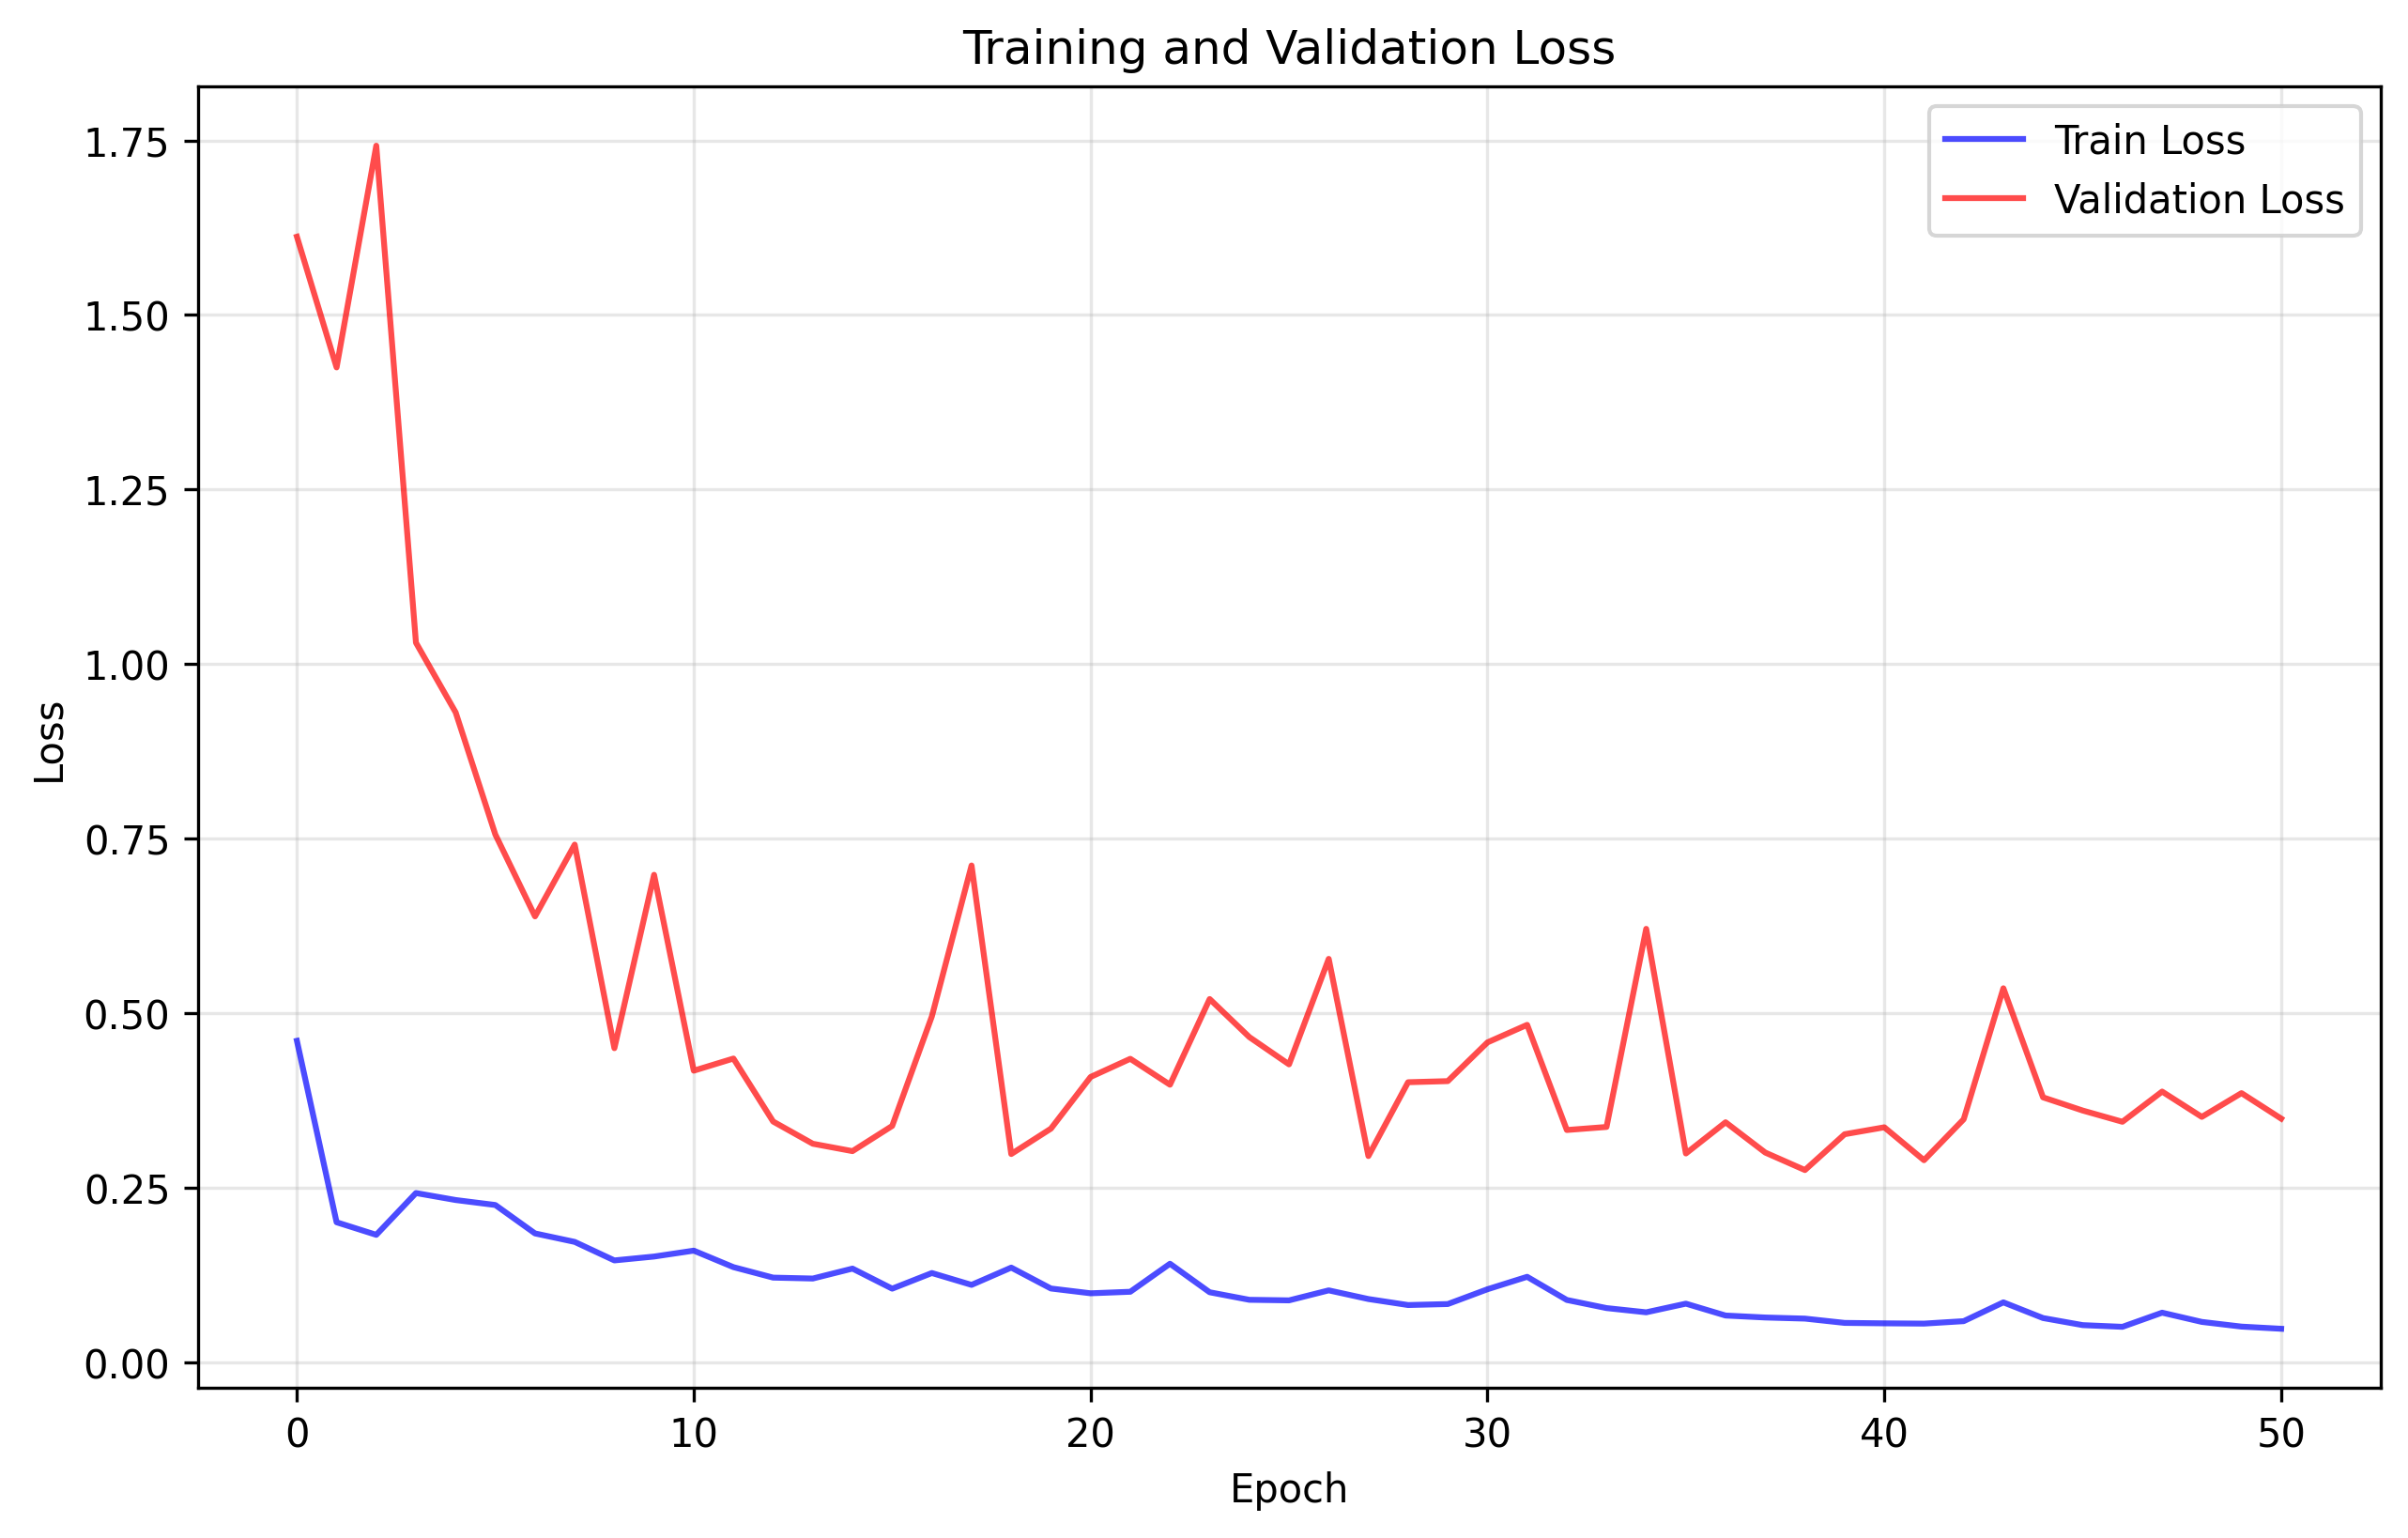 Training and Validation Loss
Train Loss
Validation Loss
1.75
1.50
1.25
1.00
0.75
0.50
0.25
0.00
Loss
0 10 20 30 40 50
Epoch